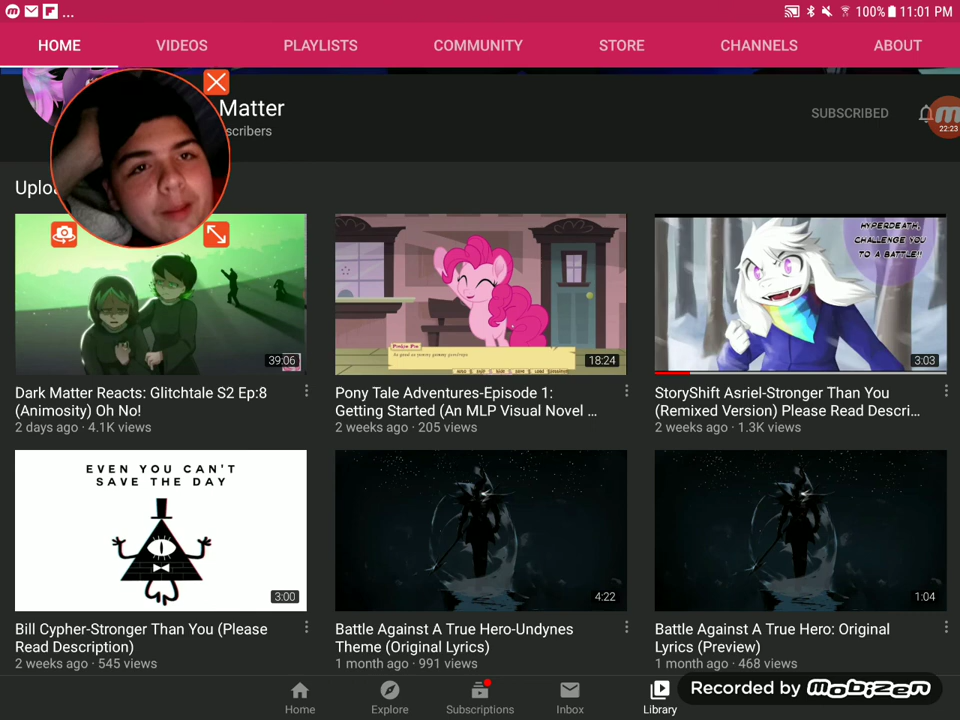 ... 100% 11:01 PM
HOME VIDEOS PLAYLISTS COMMUNITY STORE CHANNELS ABOUT
Matter
scribers
SUBSCRIBED
22:23
Uplo
HYPERDEATH,
CHALLENGE YOU
TO A BATTLE!!
Pinkie Pie
39:06
18:24
3:03
Dark Matter Reacts: Glitchtale S2 Ep:8
(Animosity) Oh No!
2 days ago · 4.1K views
Pony Tale Adventures-Episode 1:
Getting Started (An MLP Visual Novel ...
2 weeks ago · 205 views
StoryShift Asriel-Stronger Than You
(Remixed Version) Please Read Descri...
2 weeks ago · 1.3K views
EVEN YOU CAN'T
SAVE THE DAY
3:00
4:22
1:04
Bill Cypher-Stronger Than You (Please
Read Description)
2 weeks ago · 545 views
Battle Against A True Hero-Undynes
Theme (Original Lyrics)
1 month ago · 991 views
Battle Against A True Hero: Original
Lyrics (Preview)
1 month ago · 468 views
Home Explore Subscriptions Inbox Library
Recorded by mobizen